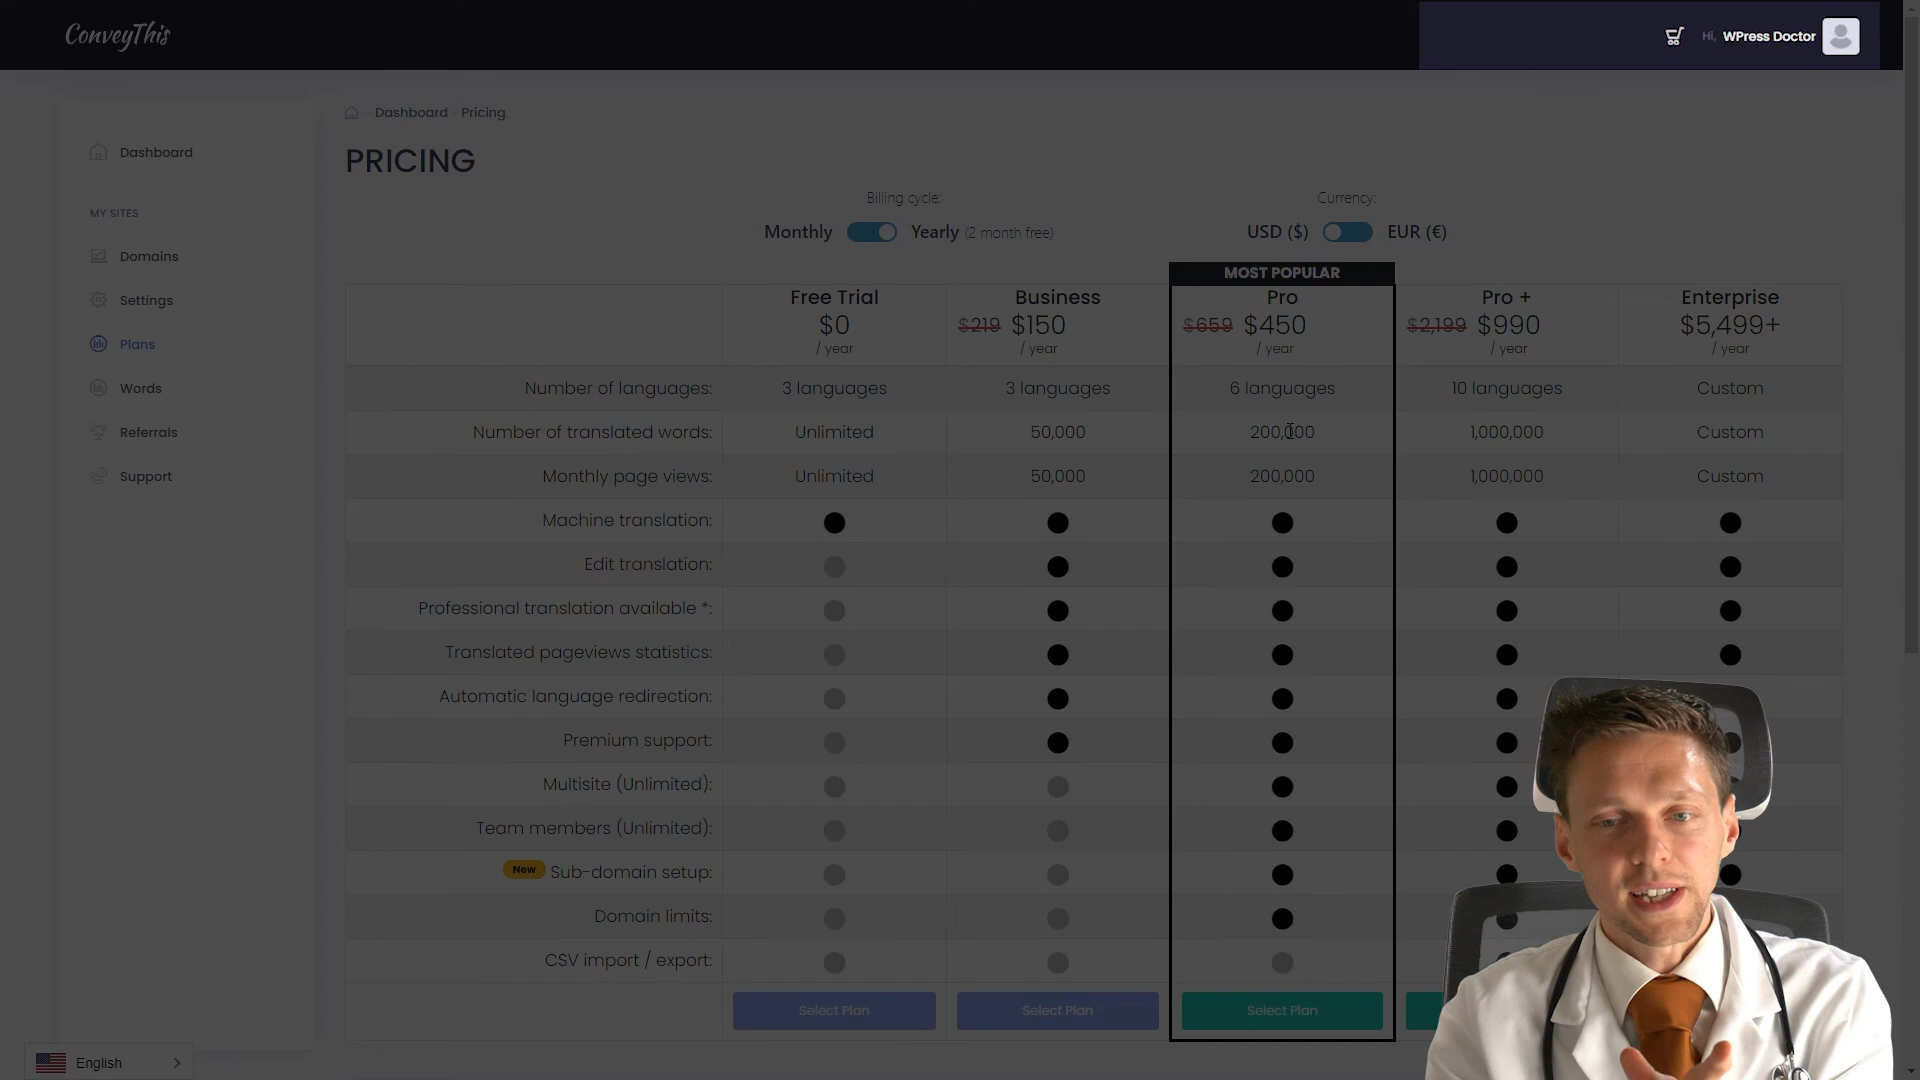 ConveyThis
Hi, WPress Doctor
Dashboard
MY SITES
Domains
Settings
Plans
Words
Referrals
Support
Dashboard - Pricing
PRICING
Billing cycle:
Monthly Yearly (2 month free)
Currency:
USD ($) EUR (€)
MOST POPULAR
Free Trial Business Pro Pro + Enterprise
$0 $219 $150 $659 $450 $2,199 $990 $5,499+
/ year / year / year / year / year
Number of languages: 3 languages 3 languages 6 languages 10 languages Custom
Number of translated words: Unlimited 50,000 200,000 1,000,000 Custom
Monthly page views: Unlimited 50,000 200,000 1,000,000 Custom
Machine translation:
Edit translation:
Professional translation available *:
Translated pageviews statistics:
Automatic language redirection:
Premium support:
Multisite (Unlimited):
Team members (Unlimited):
New Sub-domain setup:
Domain limits:
CSV import / export:
Select Plan Select Plan Select Plan
English